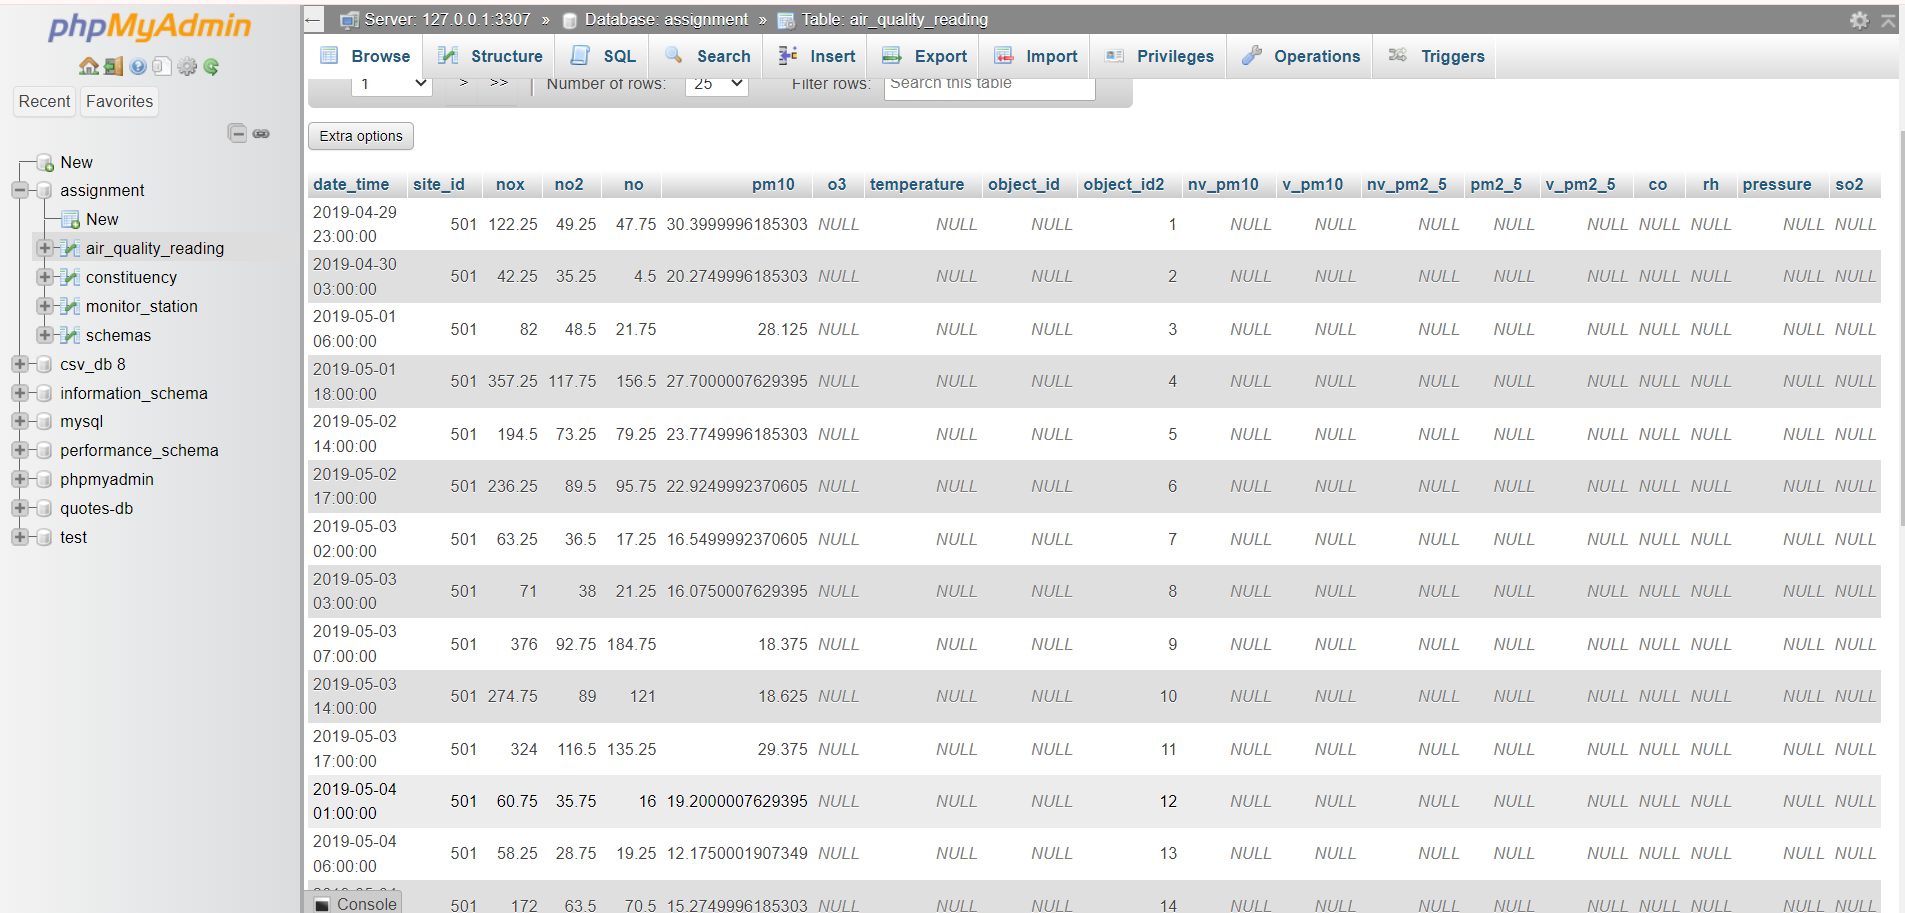 phpMyAdmin
Recent Favorites
New
assignment
New
air_quality_reading
constituency
monitor_station
schemas
csv_db 8
information_schema
mysql
performance_schema
phpmyadmin
quotes-db
test
← Server: 127.0.0.1:3307 » Database: assignment » Table: air_quality_reading
Browse Structure SQL Search Insert Export Import Privileges Operations Triggers
1 > >> Number of rows: 25 Filter rows: Search this table
Extra options
date_time site_id nox no2 no pm10 o3 temperature object_id object_id2 nv_pm10 v_pm10 nv_pm2_5 pm2_5 v_pm2_5 co rh pressure so2
2019-04-29
23:00:00 501 122.25 49.25 47.75 30.3999996185303 NULL NULL NULL 1 NULL NULL NULL NULL NULL NULL NULL NULL NULL
2019-04-30
03:00:00 501 42.25 35.25 4.5 20.2749996185303 NULL NULL NULL 2 NULL NULL NULL NULL NULL NULL NULL NULL NULL
2019-05-01
06:00:00 501 82 48.5 21.75 28.125 NULL NULL NULL 3 NULL NULL NULL NULL NULL NULL NULL NULL NULL
2019-05-01
18:00:00 501 357.25 117.75 156.5 27.7000007629395 NULL NULL NULL 4 NULL NULL NULL NULL NULL NULL NULL NULL NULL
2019-05-02
14:00:00 501 194.5 73.25 79.25 23.7749996185303 NULL NULL NULL 5 NULL NULL NULL NULL NULL NULL NULL NULL NULL
2019-05-02
17:00:00 501 236.25 89.5 95.75 22.9249992370605 NULL NULL NULL 6 NULL NULL NULL NULL NULL NULL NULL NULL NULL
2019-05-03
02:00:00 501 63.25 36.5 17.25 16.5499992370605 NULL NULL NULL 7 NULL NULL NULL NULL NULL NULL NULL NULL NULL
2019-05-03
03:00:00 501 71 38 21.25 16.0750007629395 NULL NULL NULL 8 NULL NULL NULL NULL NULL NULL NULL NULL NULL
2019-05-03
07:00:00 501 376 92.75 184.75 18.375 NULL NULL NULL 9 NULL NULL NULL NULL NULL NULL NULL NULL NULL
2019-05-03
14:00:00 501 274.75 89 121 18.625 NULL NULL NULL 10 NULL NULL NULL NULL NULL NULL NULL NULL NULL
2019-05-03
17:00:00 501 324 116.5 135.25 29.375 NULL NULL NULL 11 NULL NULL NULL NULL NULL NULL NULL NULL NULL
2019-05-04
01:00:00 501 60.75 35.75 16 19.2000007629395 NULL NULL NULL 12 NULL NULL NULL NULL NULL NULL NULL NULL NULL
2019-05-04
06:00:00 501 58.25 28.75 19.25 12.1750001907349 NULL NULL NULL 13 NULL NULL NULL NULL NULL NULL NULL NULL NULL
501 172 63.5 70.5 15.2749996185303 NULL NULL NULL 14 NULL NULL NULL NULL NULL NULL NULL NULL NULL
Console